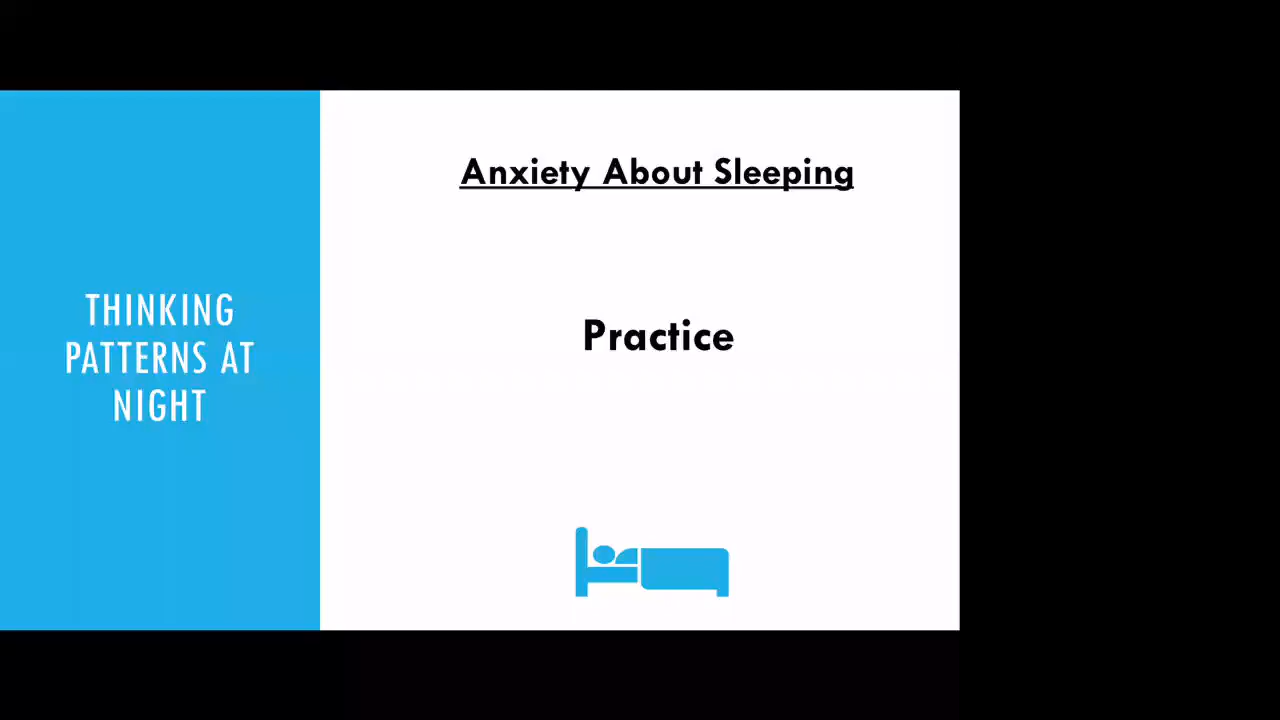 THINKING
PATTERNS AT
NIGHT
Anxiety About Sleeping
Practice